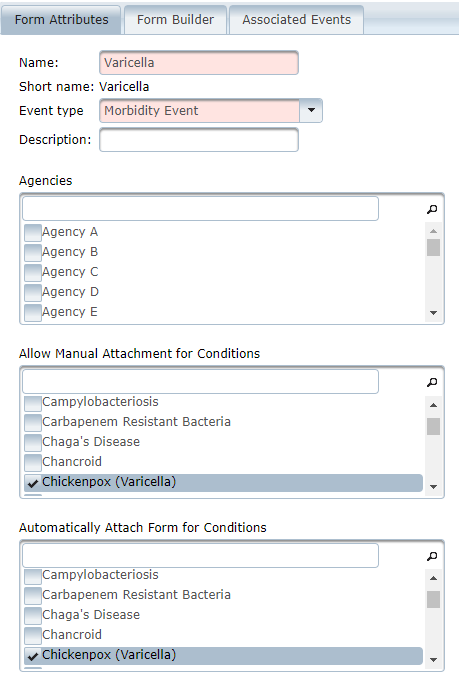 Form Attributes Form Builder Associated Events
Name: Varicella
Short name: Varicella
Event type Morbidity Event
Description:
Agencies
Agency A
Agency B
Agency C
Agency D
Agency E
Allow Manual Attachment for Conditions
Campylobacteriosis
Carbapenem Resistant Bacteria
Chaga's Disease
Chancroid
Chickenpox (Varicella)
Automatically Attach Form for Conditions
Campylobacteriosis
Carbapenem Resistant Bacteria
Chaga's Disease
Chancroid
Chickenpox (Varicella)